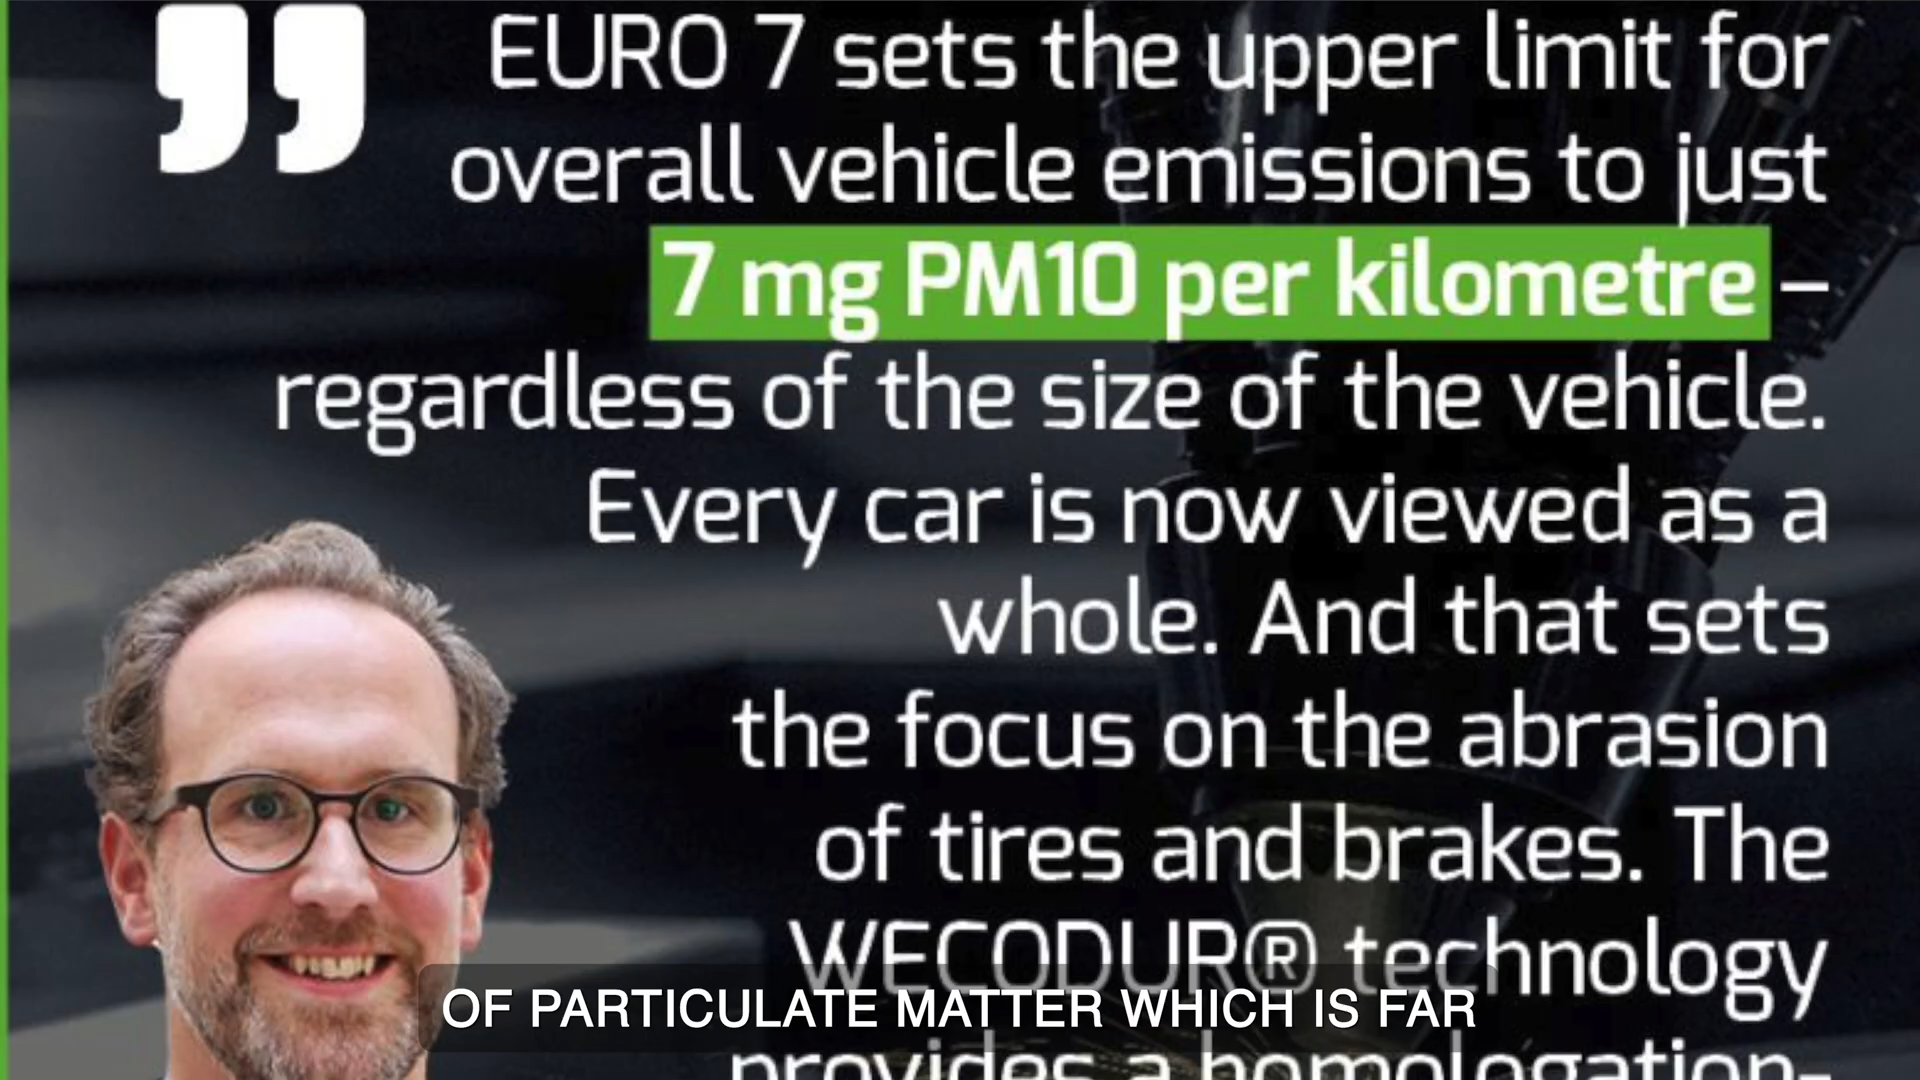 EURO 7 sets the upper limit for
overall vehicle emissions to just
7 mg PM10 per kilometre –
regardless of the size of the vehicle.
Every car is now viewed as a
whole. And that sets
the focus on the abrasion
of tires and brakes. The
WECODUR® technology
OF PARTICULATE MATTER WHICH IS FAR
provides a homologation-